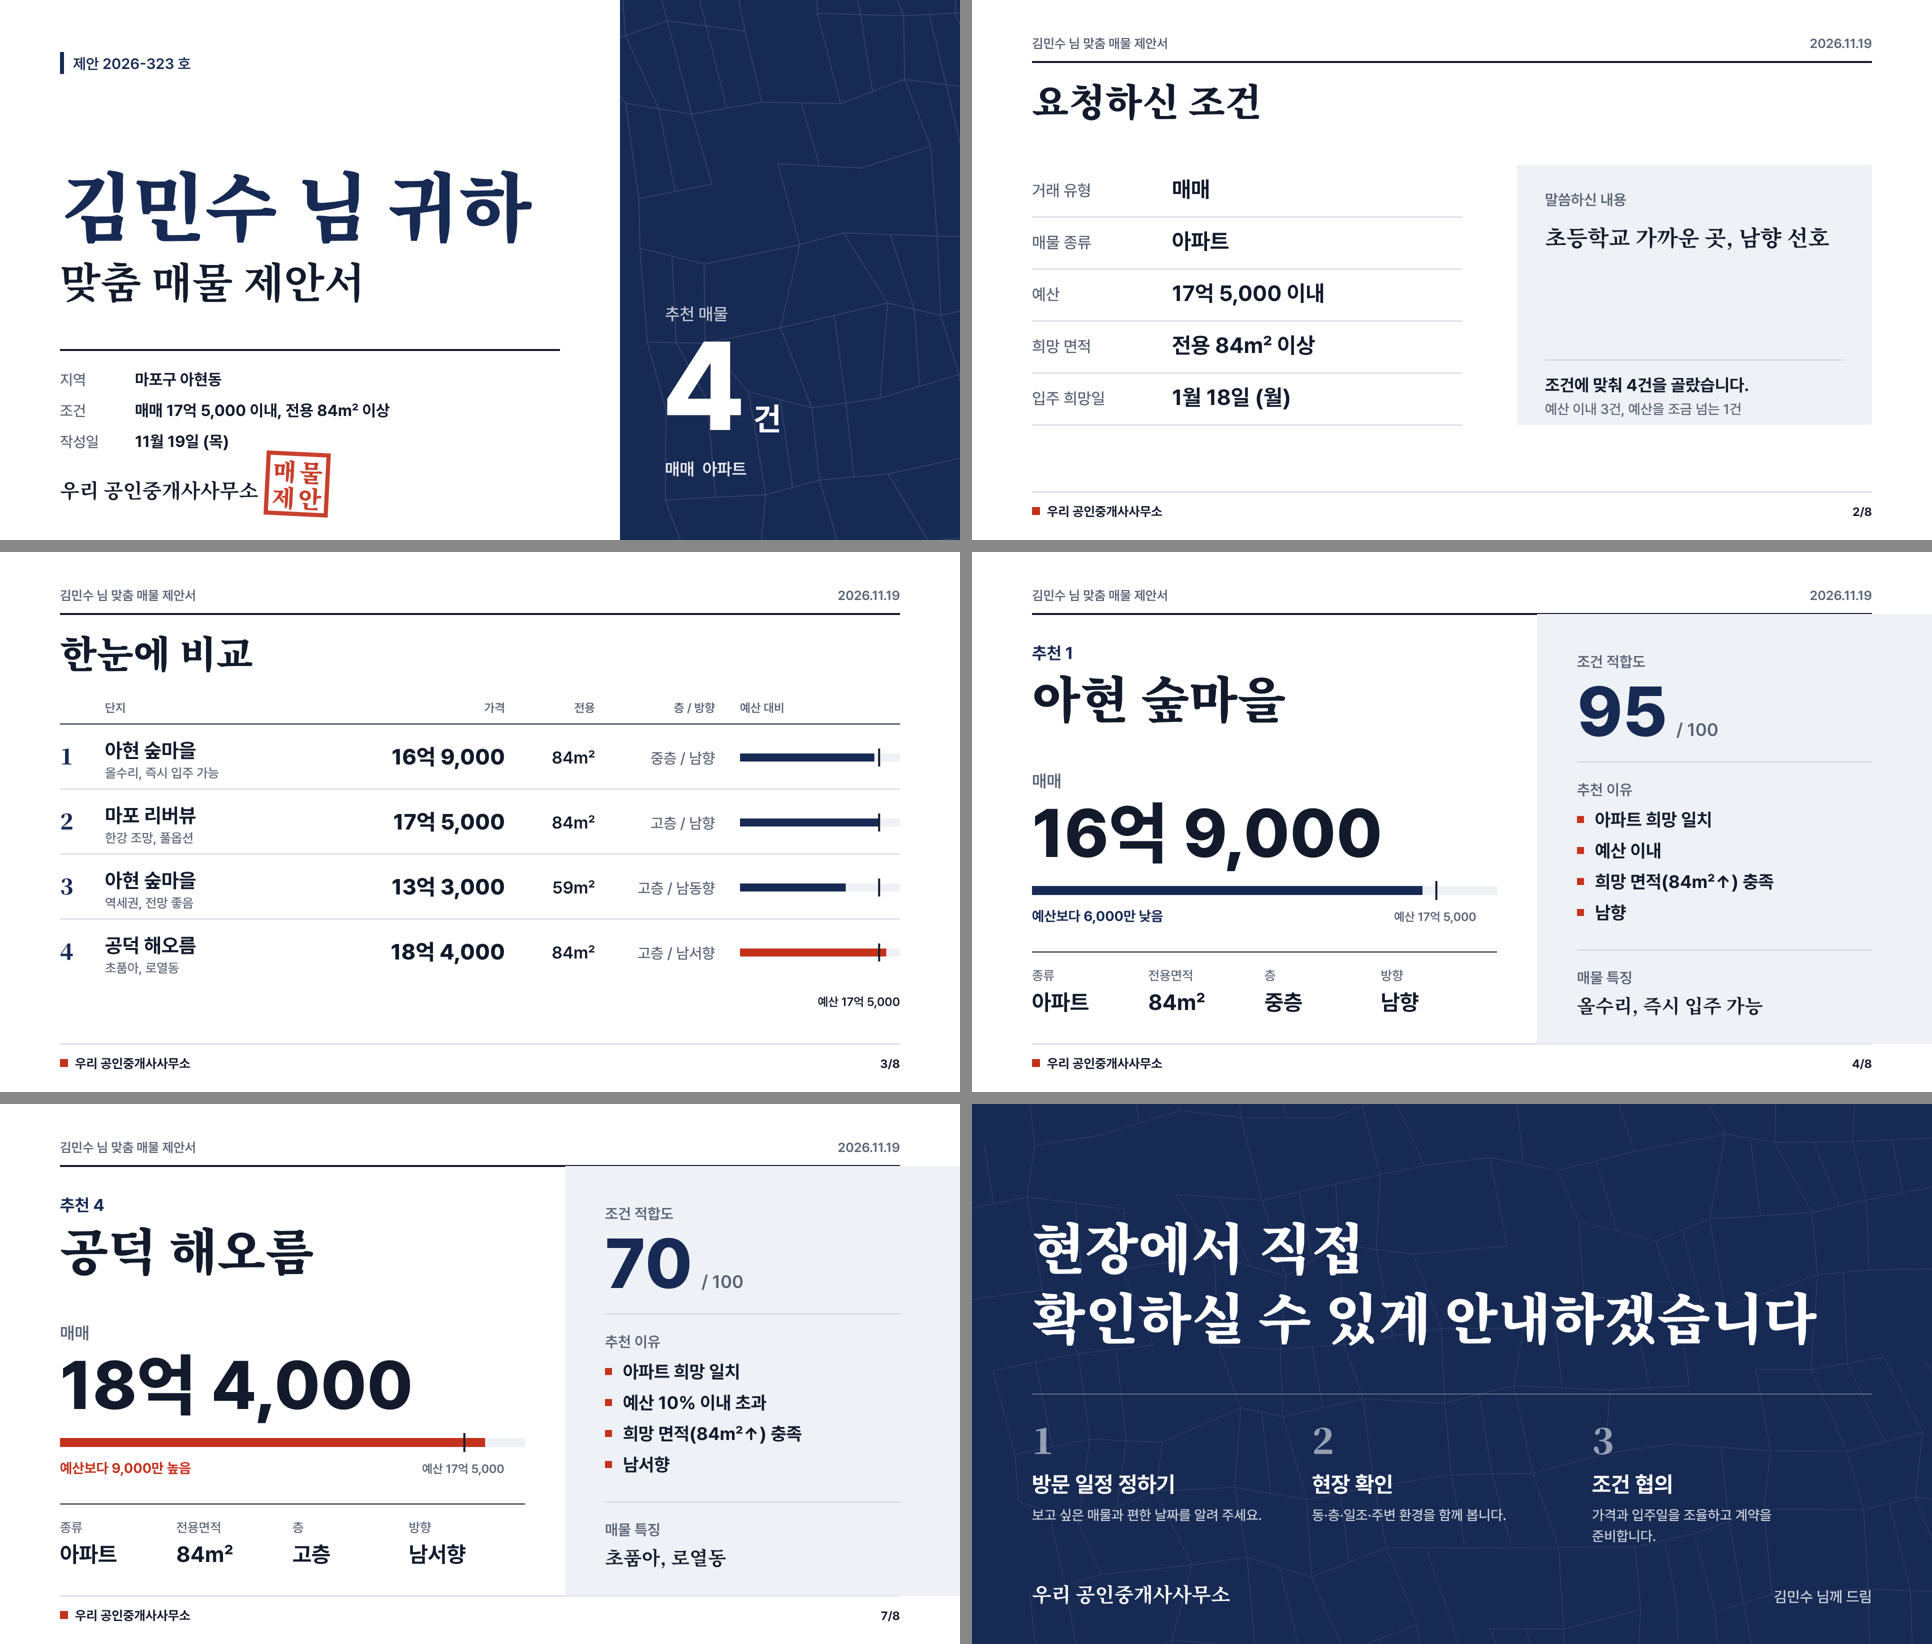 제안 2026-323 호
김민수 님 귀하
맞춤 매물 제안서
지역 마포구 아현동
조건 매매 17억 5,000 이내, 전용 84m² 이상
작성일 11월 19일 (목)
우리 공인중개사사무소
매물
제안
추천 매물
4 건
매매 아파트
김민수 님 맞춤 매물 제안서 2026.11.19
요청하신 조건
거래 유형 매매
매물 종류 아파트
예산 17억 5,000 이내
희망 면적 전용 84m² 이상
입주 희망일 1월 18일 (월)
말씀하신 내용
초등학교 가까운 곳, 남향 선호
조건에 맞춰 4건을 골랐습니다.
예산 이내 3건, 예산을 조금 넘는 1건
우리 공인중개사사무소 2/8
김민수 님 맞춤 매물 제안서 2026.11.19
한눈에 비교
단지 가격 전용 층 / 방향 예산 대비
1 아현 숲마을 16억 9,000 84m² 중층 / 남향
올수리, 즉시 입주 가능
2 마포 리버뷰 17억 5,000 84m² 고층 / 남향
한강 조망, 풀옵션
3 아현 숲마을 13억 3,000 59m² 고층 / 남동향
역세권, 전망 좋음
4 공덕 해오름 18억 4,000 84m² 고층 / 남서향
초품아, 로열동
예산 17억 5,000
우리 공인중개사사무소 3/8
김민수 님 맞춤 매물 제안서 2026.11.19
추천 1
아현 숲마을
매매
16억 9,000
예산보다 6,000만 낮음 예산 17억 5,000
종류 전용면적 층 방향
아파트 84m² 중층 남향
조건 적합도
95 / 100
추천 이유
아파트 희망 일치
예산 이내
희망 면적(84m²↑) 충족
남향
매물 특징
올수리, 즉시 입주 가능
우리 공인중개사사무소 4/8
김민수 님 맞춤 매물 제안서 2026.11.19
추천 4
공덕 해오름
매매
18억 4,000
예산보다 9,000만 높음 예산 17억 5,000
종류 전용면적 층 방향
아파트 84m² 고층 남서향
조건 적합도
70 / 100
추천 이유
아파트 희망 일치
예산 10% 이내 초과
희망 면적(84m²↑) 충족
남서향
매물 특징
초품아, 로열동
우리 공인중개사사무소 7/8
현장에서 직접
확인하실 수 있게 안내하겠습니다
1 2 3
방문 일정 정하기 현장 확인 조건 협의
보고 싶은 매물과 편한 날짜를 알려 주세요. 동·층·일조·주변 환경을 함께 봅니다. 가격과 입주일을 조율하고 계약을
준비합니다.
우리 공인중개사사무소 김민수 님께 드림